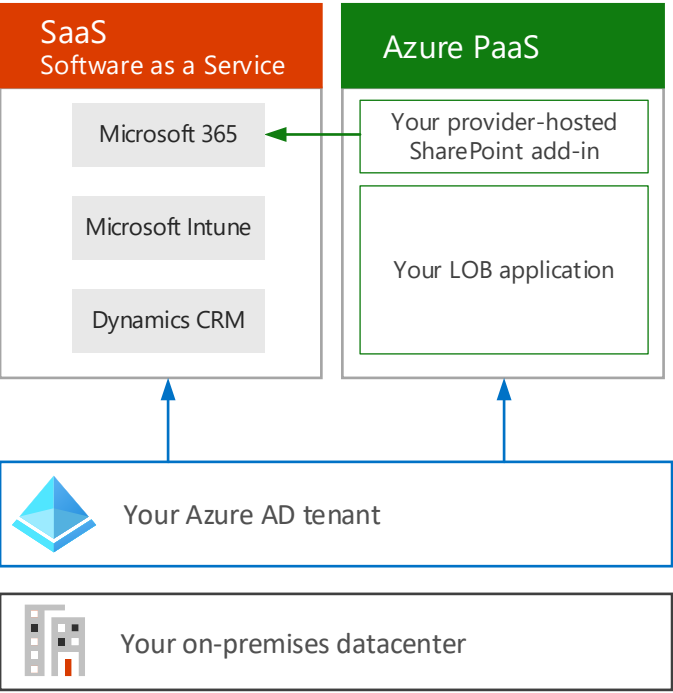 SaaS
Software as a Service
Azure PaaS
Microsoft 365
Your provider-hosted
SharePoint add-in
Microsoft Intune
Your LOB application
Dynamics CRM
Your Azure AD tenant
Your on-premises datacenter